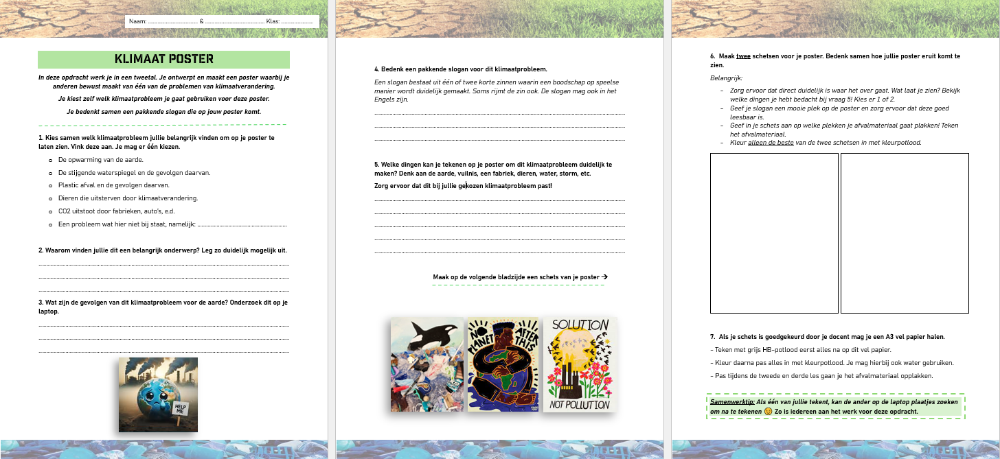 Naam: ................................ & ..................................... Klas: ....................
KLIMAAT POSTER
In deze opdracht werk je in een tweetal. Je ontwerpt en maakt een poster waarbij je
anderen bewust maakt van één van de problemen van klimaatverandering.
Je kiest zelf welk klimaatprobleem je gaat gebruiken voor deze poster.
Je bedenkt samen een pakkende slogan die op jouw poster komt.
1. Kies samen welk klimaatprobleem jullie belangrijk vinden om op je poster te
laten zien. Vink deze aan. Je mag er één kiezen.
o De opwarming van de aarde.
o De stijgende waterspiegel en de gevolgen daarvan.
o Plastic afval en de gevolgen daarvan.
o Dieren die uitsterven door klimaatverandering.
o CO2 uitstoot door fabrieken, auto's, e.d.
o Een probleem wat hier niet bij staat, namelijk: ........................................
2. Waarom vinden jullie dit een belangrijk onderwerp? Leg zo duidelijk mogelijk uit.
3. Wat zijn de gevolgen van dit klimaatprobleem voor de aarde? Onderzoek dit op je
laptop.
HELP
ME
4. Bedenk een pakkende slogan voor dit klimaatprobleem.
Een slogan bestaat uit één of twee korte zinnen waarin een boodschap op speelse
manier wordt duidelijk gemaakt. Soms rijmt de zin ook. De slogan mag ook in het
Engels zijn.
5. Welke dingen kan je tekenen op je poster om dit klimaatprobleem duidelijk te
maken? Denk aan de aarde, vuilnis, een fabriek, dieren, water, storm, etc.
Zorg ervoor dat dit bij jullie gekozen klimaatprobleem past!
Maak op de volgende bladzijde een schets van je poster →
NO PLANET AFTER THIS
SOLUTION
NOT POLLUTION
6. Maak twee schetsen voor je poster. Bedenk samen hoe jullie poster eruit komt te
zien.
Belangrijk:
- Zorg ervoor dat direct duidelijk is waar het over gaat. Wat laat je zien? Bekijk
welke dingen je hebt bedacht bij vraag 5! Kies er 1 of 2.
- Geef je slogan een mooie plek op de poster en zorg ervoor dat deze goed
leesbaar is.
- Geef in je schets aan op welke plekken je afvalmateriaal gaat plakken! Teken
het afvalmateriaal.
- Kleur alleen de beste van de twee schetsen in met kleurpotlood.
7. Als je schets is goedgekeurd door je docent mag je een A3 vel papier halen.
- Teken met grijs HB-potlood eerst alles na op dit vel papier.
- Kleur daarna pas alles in met kleurpotlood. Je mag hierbij ook water gebruiken.
- Pas tijdens de tweede en derde les gaan je het afvalmateriaal opplakken.
Samenwerktip: Als één van jullie tekent, kan de ander op de laptop plaatjes zoeken
om na te tekenen 😉 Zo is iedereen aan het werk voor deze opdracht.